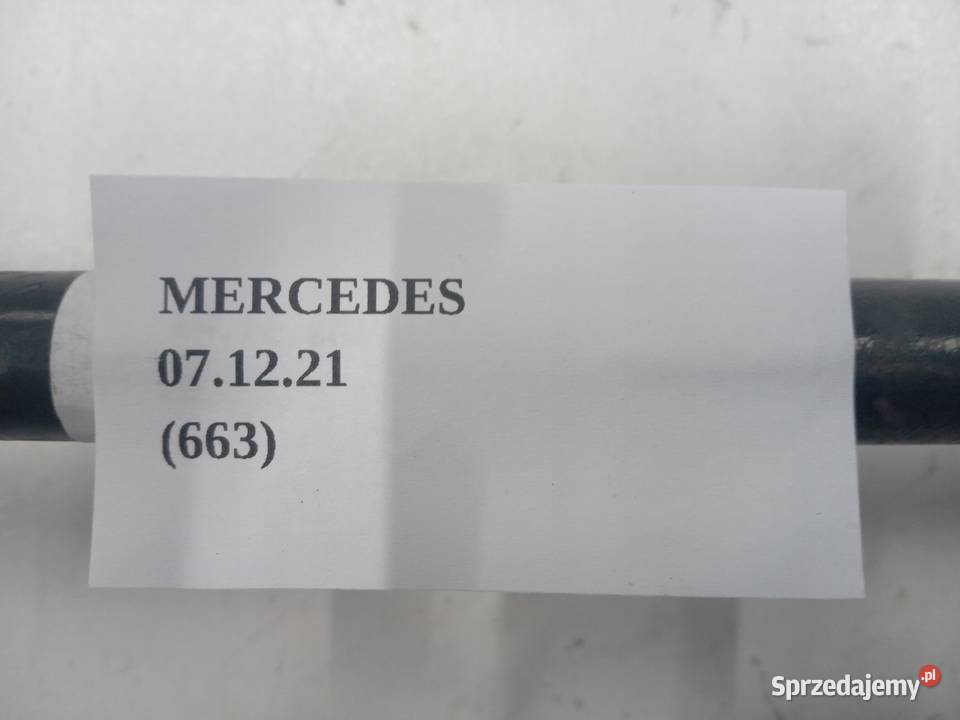 MERCEDES
07.12.21
(663)
Sprzedajemy.pl